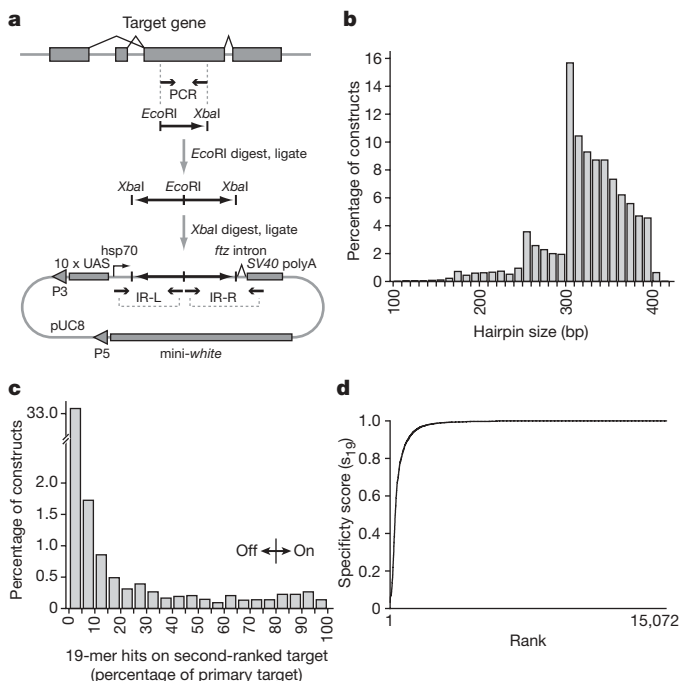 a
Target gene
PCR
EcoRI XbaI
EcoRI digest, ligate
XbaI EcoRI XbaI
XbaI digest, ligate
hsp70 ftz intron
10 x UAS SV40 polyA
P3 IR-L IR-R
pUC8
P5 mini-white
b
Percentage of constructs
16
14
12
10
8
6
4
2
0
100 200 300 400
Hairpin size (bp)
c
Percentage of constructs
33.0
2.0
1.5
1.0
0.5
0
Off On
0 10 20 30 40 50 60 70 80 90 100
19-mer hits on second-ranked target
(percentage of primary target)
d
Specificty score (s19)
1.0
0.8
0.6
0.4
0.2
0
1 15,072
Rank